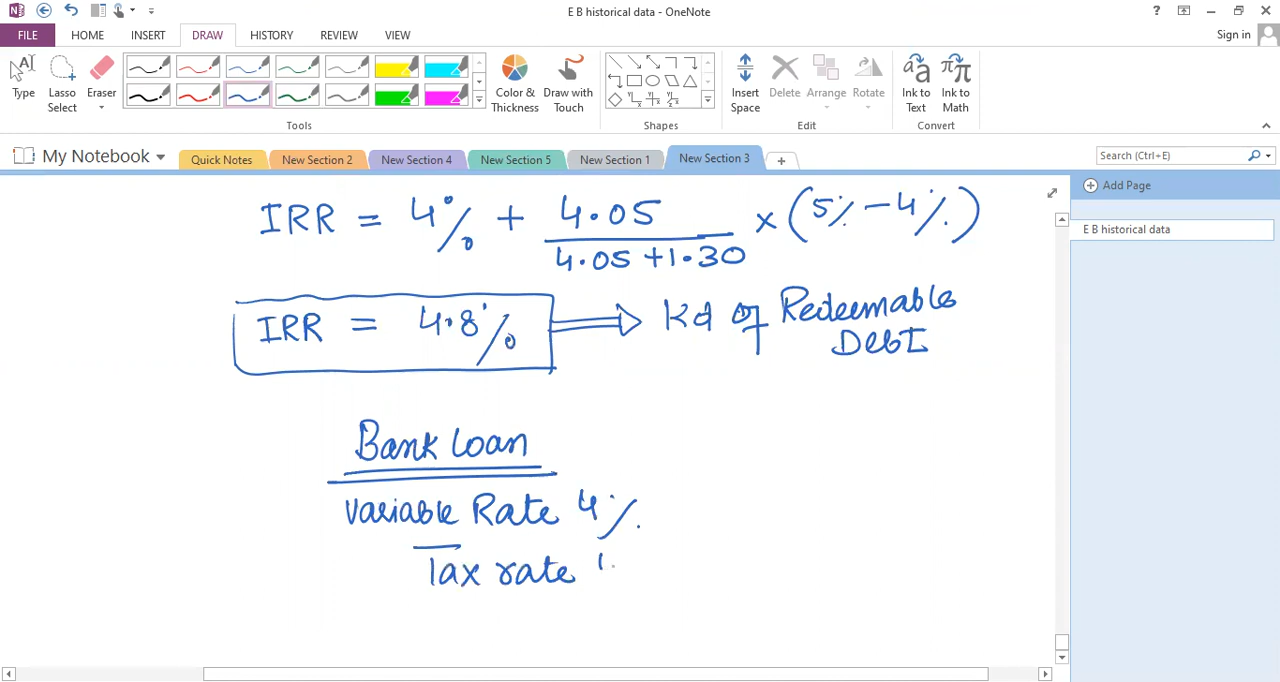 E B historical data - OneNote
FILE HOME INSERT DRAW HISTORY REVIEW VIEW Sign in
Type Lasso Select Eraser Color & Thickness Draw with Touch Insert Space Delete Arrange Rotate Ink to Text Ink to Math
Tools Shapes Edit Convert
My Notebook Quick Notes New Section 2 New Section 4 New Section 5 New Section 1 New Section 3 Search (Ctrl+E)
Add Page
E B historical data
IRR = 4% + 4.05 / 4.05 + 1.30 × (5% - 4%)
IRR = 4.8% ⇒ Kd of Redeemable
Debt
Bank Loan
Variable Rate 4%
Tax rate